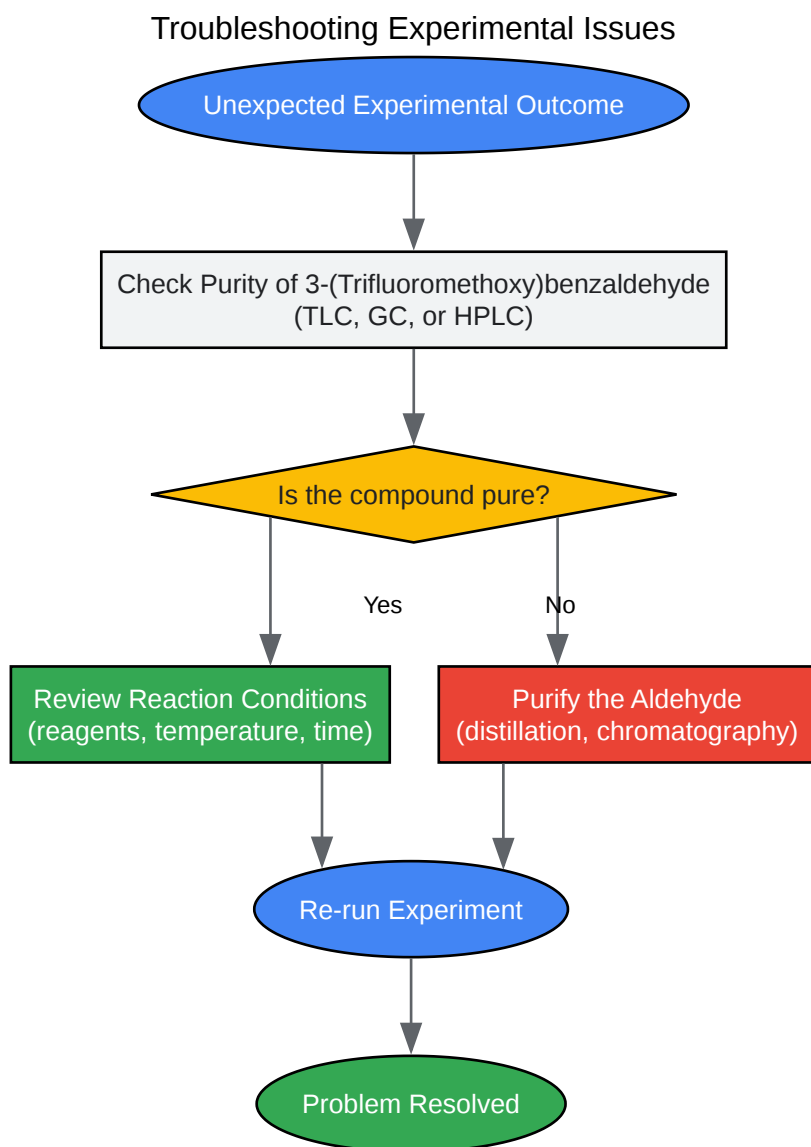 Troubleshooting Experimental Issues
Unexpected Experimental Outcome
Check Purity of 3-(Trifluoromethoxy)benzaldehyde
(TLC, GC, or HPLC)
Is the compound pure?
Yes
No
Review Reaction Conditions
(reagents, temperature, time)
Purify the Aldehyde
(distillation, chromatography)
Re-run Experiment
Problem Resolved